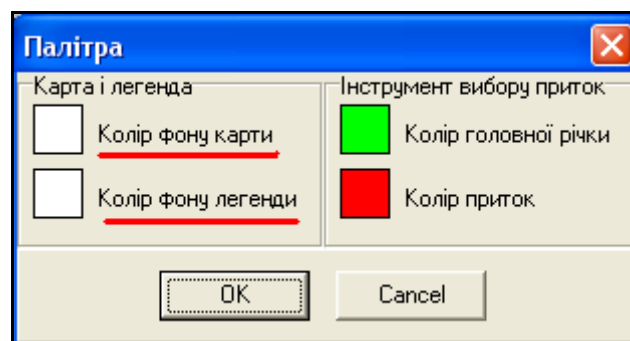 Палітра
Карта і легенда
Колір фону карти
Колір фону легенди
Інструмент вибору приток
Колір головної річки
Колір приток
OK
Cancel